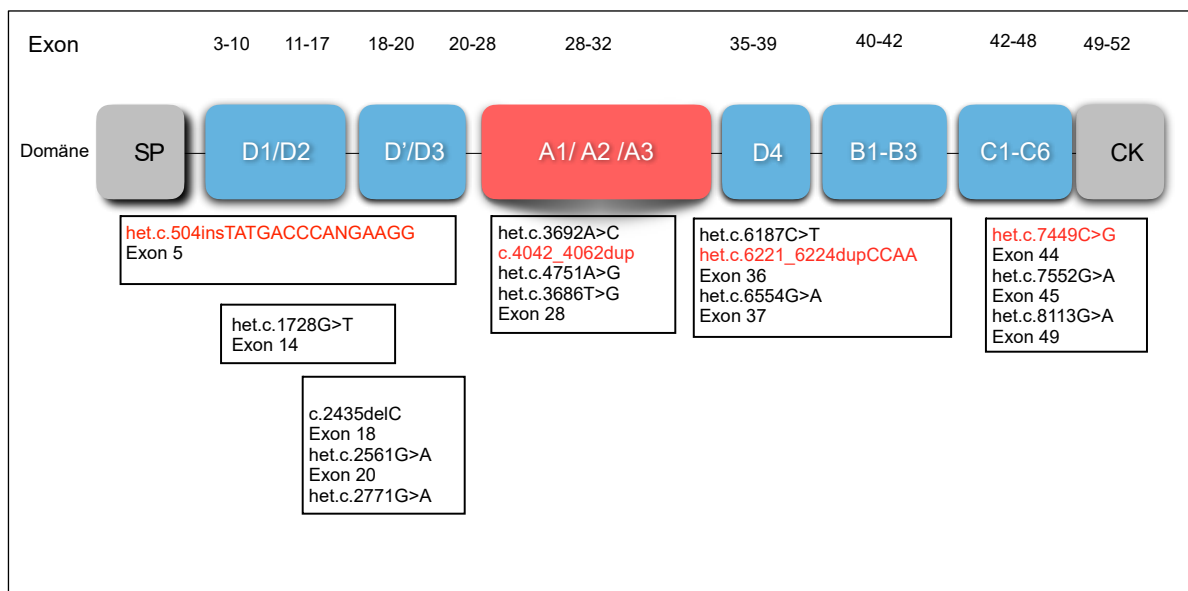 Exon 3-10 11-17 18-20 20-28 28-32 35-39 40-42 42-48 49-52
Domäne SP D1/D2 D'/D3 A1/ A2 /A3 D4 B1-B3 C1-C6 CK
het.c.504insTATGACCCANGAAGG
Exon 5
het.c.1728G>T
Exon 14
c.2435delC
Exon 18
het.c.2561G>A
Exon 20
het.c.2771G>A
het.c.3692A>C
c.4042_4062dup
het.c.4751A>G
het.c.3686T>G
Exon 28
het.c.6187C>T
het.c.6221_6224dupCCAA
Exon 36
het.c.6554G>A
Exon 37
het.c.7449C>G
Exon 44
het.c.7552G>A
Exon 45
het.c.8113G>A
Exon 49